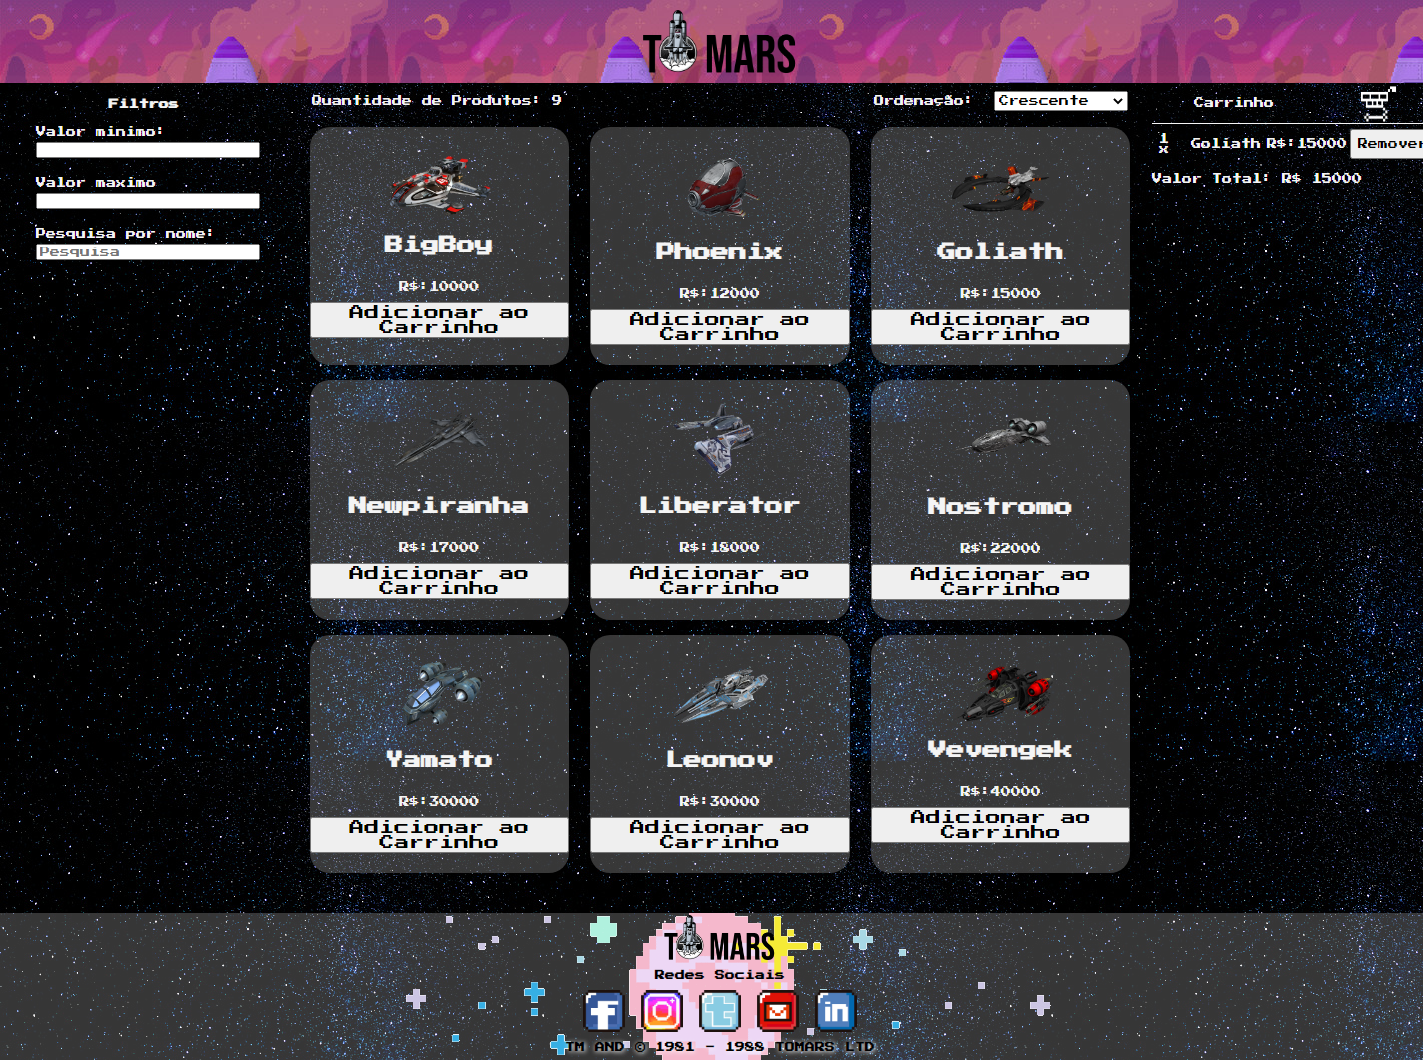 TO MARS
Filtros
Valor minimo:
Valor maximo
Pesquisa por nome:
Pesquisa
Quantidade de Produtos: 9
Ordenação: Crescente
BigBoy
R$:10000
Adicionar ao
Carrinho
Phoenix
R$:12000
Adicionar ao
Carrinho
Goliath
R$:15000
Adicionar ao
Carrinho
Newpiranha
R$:17000
Adicionar ao
Carrinho
Liberator
R$:18000
Adicionar ao
Carrinho
Nostromo
R$:22000
Adicionar ao
Carrinho
Yamato
R$:30000
Adicionar ao
Carrinho
Leonov
R$:30000
Adicionar ao
Carrinho
Vevengek
R$:40000
Adicionar ao
Carrinho
Carrinho
1
x
Goliath R$:15000 Remover
Valor Total: R$ 15000
TO MARS
Redes Sociais
TM AND © 1981 - 1988 TOMARS LTD